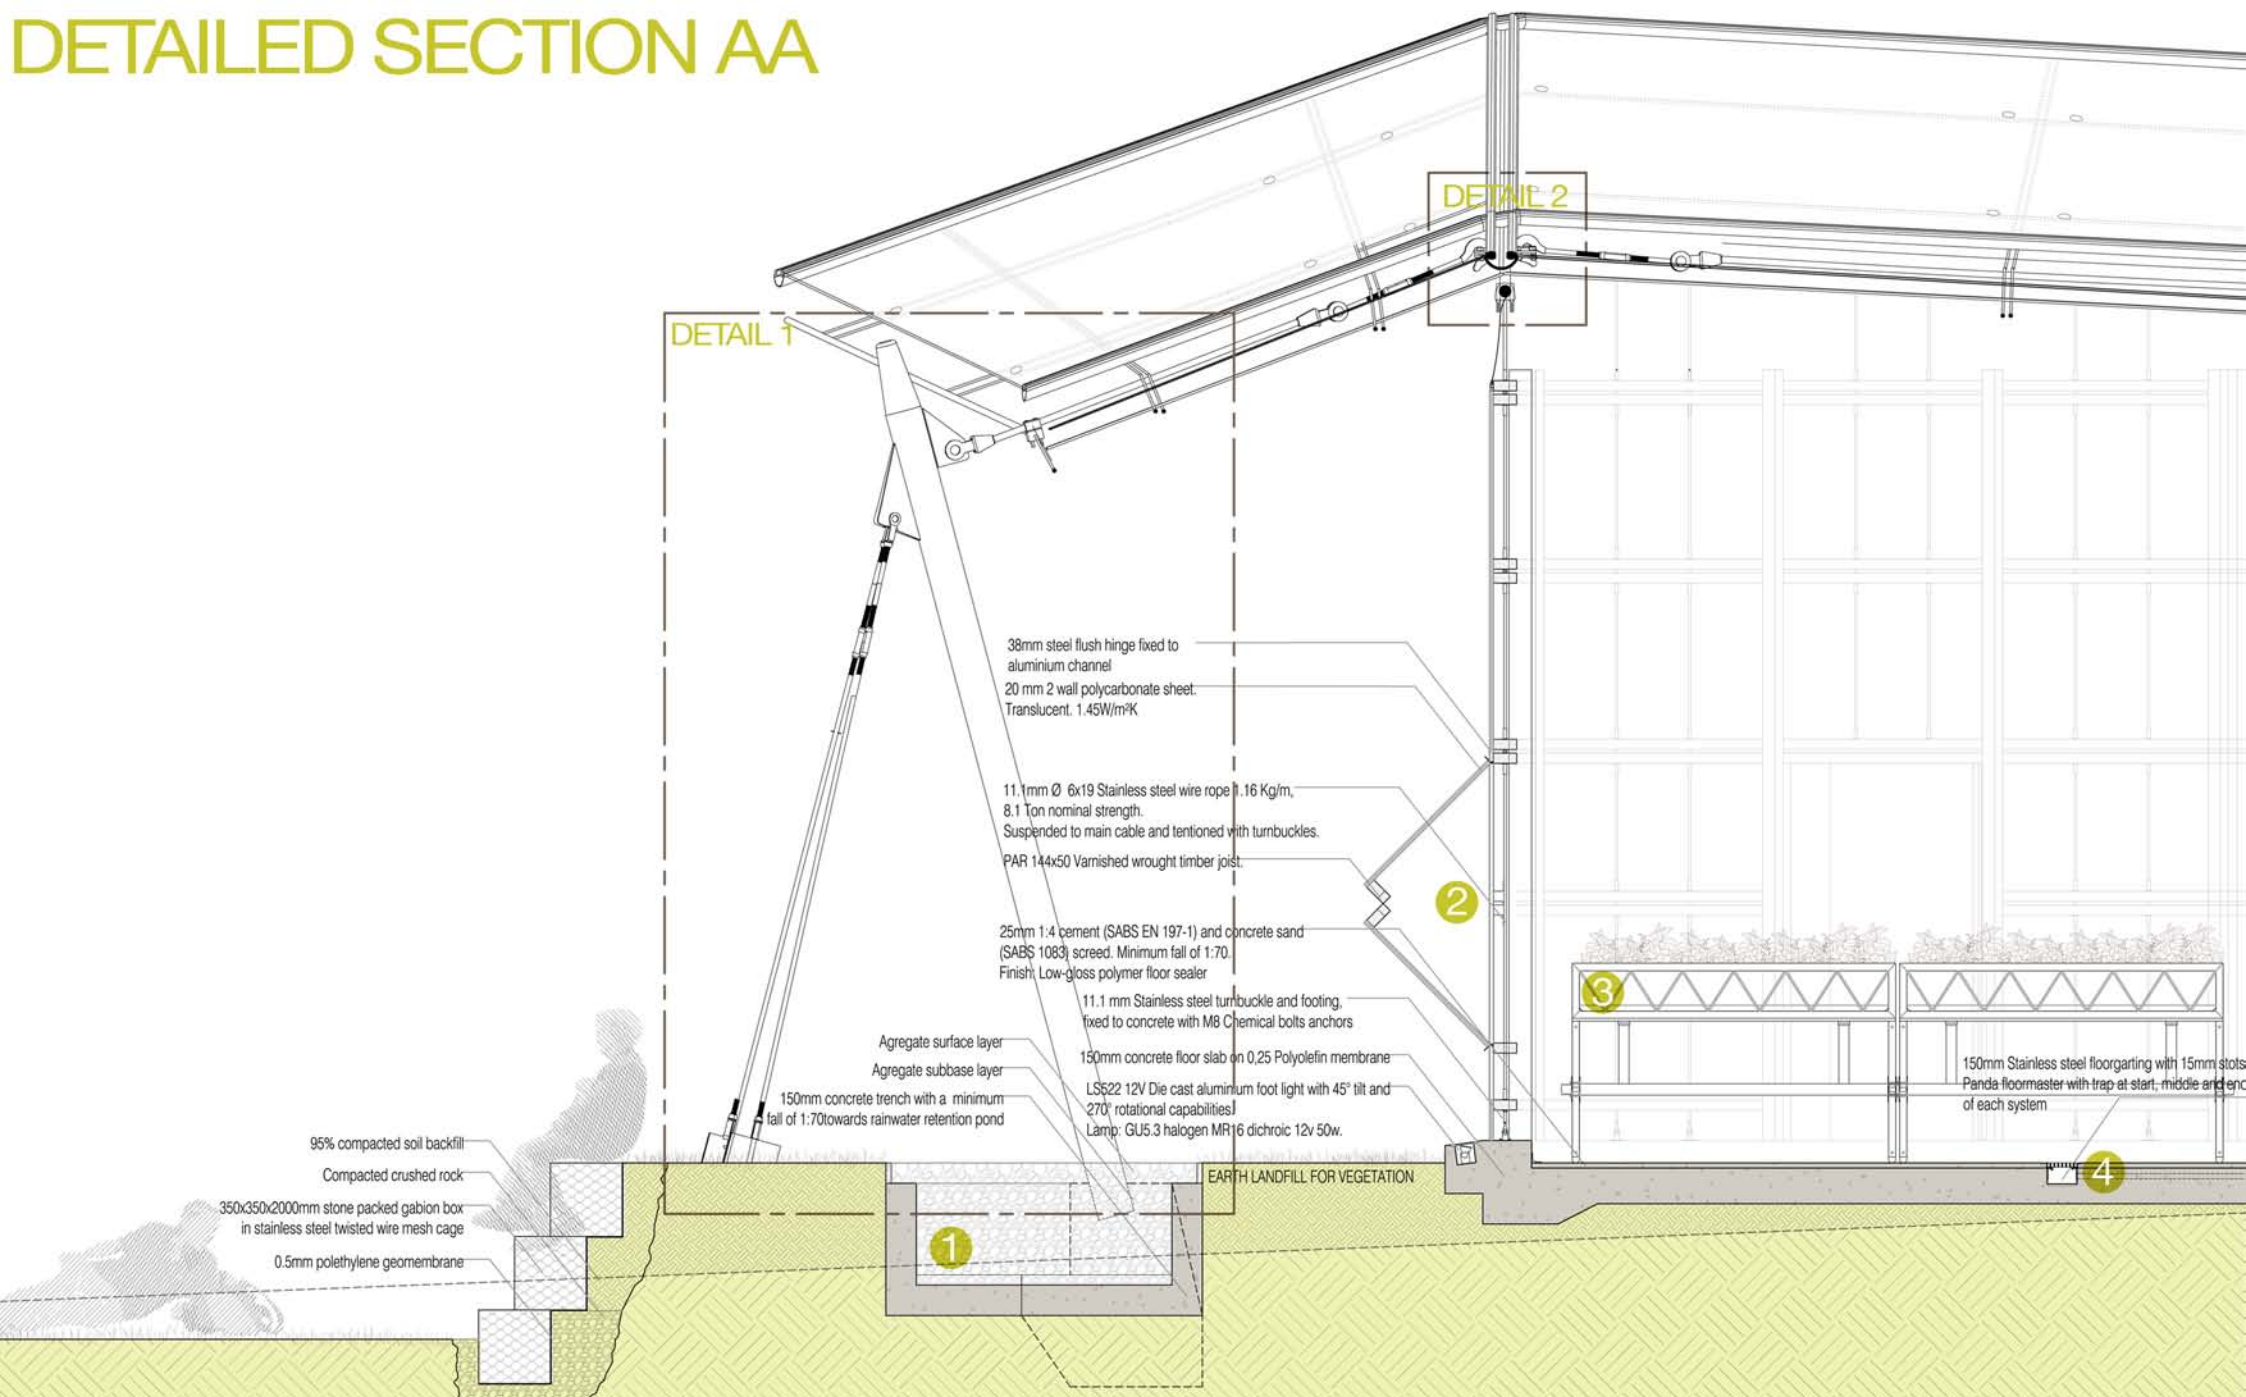 DETAILED SECTION AA
DETAIL 2
DETAIL 1
38mm steel flush hinge fixed to
aluminium channel
20 mm 2 wall polycarbonate sheet.
Translucent. 1.45W/m²K
11.1mm Ø 6x19 Stainless steel wire rope 1.16 Kg/m,
8.1 Ton nominal strength.
Suspended to main cable and tentioned with turnbuckles.
PAR 144x50 Varnished wrought timber joist.
2
25mm 1:4 cement (SABS EN 197-1) and concrete sand
(SABS 1083) screed. Minimum fall of 1:70.
Finish: Low-gloss polymer floor sealer
3
11.1 mm Stainless steel turnbuckle and footing,
fixed to concrete with M8 Chemical bolts anchors
Agregate surface layer
150mm concrete floor slab on 0,25 Polyolefin membrane
Agregate subbase layer
LS522 12V Die cast aluminium foot light with 45° tilt and
270° rotational capabilities.
Lamp: GU5.3 halogen MR16 dichroic 12v 50w.
150mm concrete trench with a minimum
fall of 1:70towards rainwater retention pond
150mm Stainless steel floorgarting with 15mm stots
Panda floormaster with trap at start, middle and end
of each system
95% compacted soil backfill
Compacted crushed rock
350x350x2000mm stone packed gabion box
in stainless steel twisted wire mesh cage
0.5mm polethylene geomembrane
EARTH LANDFILL FOR VEGETATION
4
1